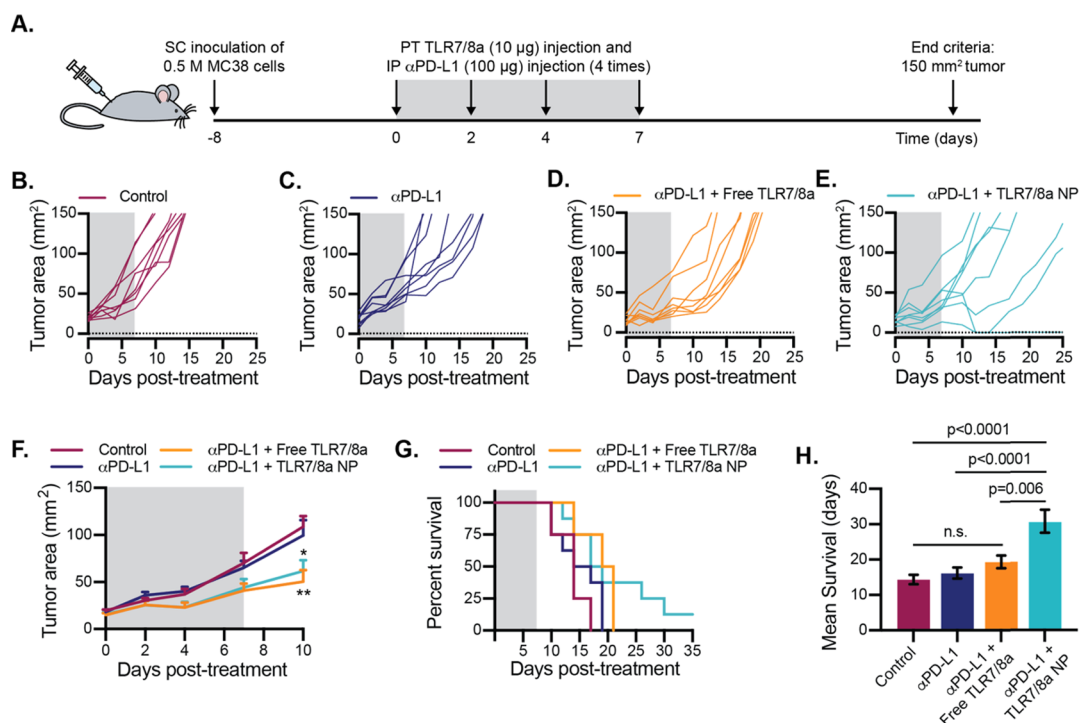 A.
SC inoculation of
0.5 M MC38 cells
PT TLR7/8a (10 µg) injection and
IP αPD-L1 (100 µg) injection (4 times)
End criteria:
150 mm² tumor
-8 0 2 4 7 Time (days)
B.
Control
Tumor area (mm²)
150
100
50
0
0 5 10 15 20 25
Days post-treatment
C.
αPD-L1
Tumor area (mm²)
150
100
50
0
0 5 10 15 20 25
Days post-treatment
D.
αPD-L1 + Free TLR7/8a
Tumor area (mm²)
150
100
50
0
0 5 10 15 20 25
Days post-treatment
E.
αPD-L1 + TLR7/8a NP
Tumor area (mm²)
150
100
50
0
0 5 10 15 20 25
Days post-treatment
F.
Control αPD-L1 + Free TLR7/8a
αPD-L1 αPD-L1 + TLR7/8a NP
Tumor area (mm²)
150
100
50
0
*
**
0 2 4 6 8 10
Days post-treatment
G.
Control αPD-L1 + Free TLR7/8a
αPD-L1 αPD-L1 + TLR7/8a NP
Percent survival
100
75
50
25
0
5 10 15 20 25 30 35
Days post-treatment
H.
p<0.0001
p<0.0001
p=0.006
n.s.
Mean Survival (days)
40
30
20
10
0
Control
αPD-L1
αPD-L1 +
Free TLR7/8a
αPD-L1 +
TLR7/8a NP